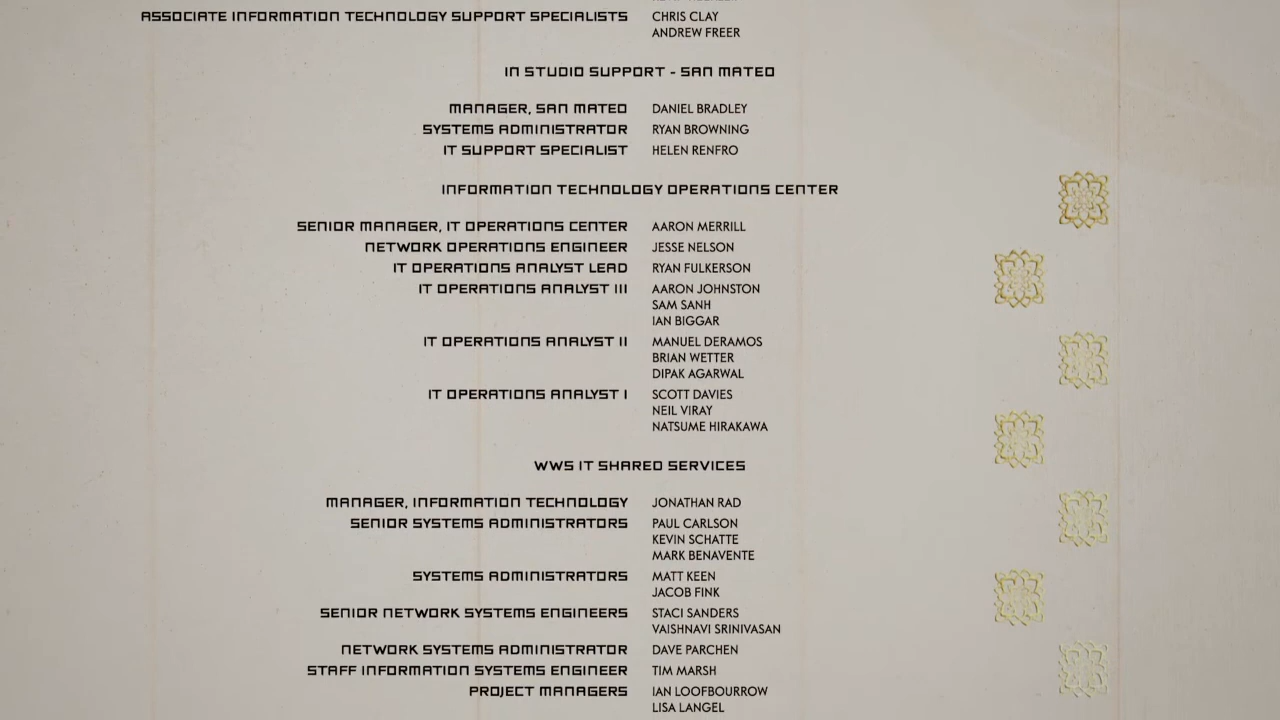 ASSOCIATE INFORMATION TECHNOLOGY SUPPORT SPECIALISTS CHRIS CLAY
ANDREW FREER
IN STUDIO SUPPORT - SAN MATEO
MANAGER, SAN MATEO DANIEL BRADLEY
SYSTEMS ADMINISTRATOR RYAN BROWNING
IT SUPPORT SPECIALIST HELEN RENFRO
INFORMATION TECHNOLOGY OPERATIONS CENTER
SENIOR MANAGER, IT OPERATIONS CENTER AARON MERRILL
NETWORK OPERATIONS ENGINEER JESSE NELSON
IT OPERATIONS ANALYST LEAD RYAN FULKERSON
IT OPERATIONS ANALYST III AARON JOHNSTON
SAM SANH
IAN BIGGAR
IT OPERATIONS ANALYST II MANUEL DERAMOS
BRIAN WETTER
DIPAK AGARWAL
IT OPERATIONS ANALYST I SCOTT DAVIES
NEIL VIRAY
NATSUME HIRAKAWA
WWS IT SHARED SERVICES
MANAGER, INFORMATION TECHNOLOGY JONATHAN RAD
SENIOR SYSTEMS ADMINISTRATORS PAUL CARLSON
KEVIN SCHATTE
MARK BENAVENTE
SYSTEMS ADMINISTRATORS MATT KEEN
JACOB FINK
SENIOR NETWORK SYSTEMS ENGINEERS STACI SANDERS
VAISHNAVI SRINIVASAN
NETWORK SYSTEMS ADMINISTRATOR DAVE PARCHEN
STAFF INFORMATION SYSTEMS ENGINEER TIM MARSH
PROJECT MANAGERS IAN LOOFBOURROW
LISA LANGEL